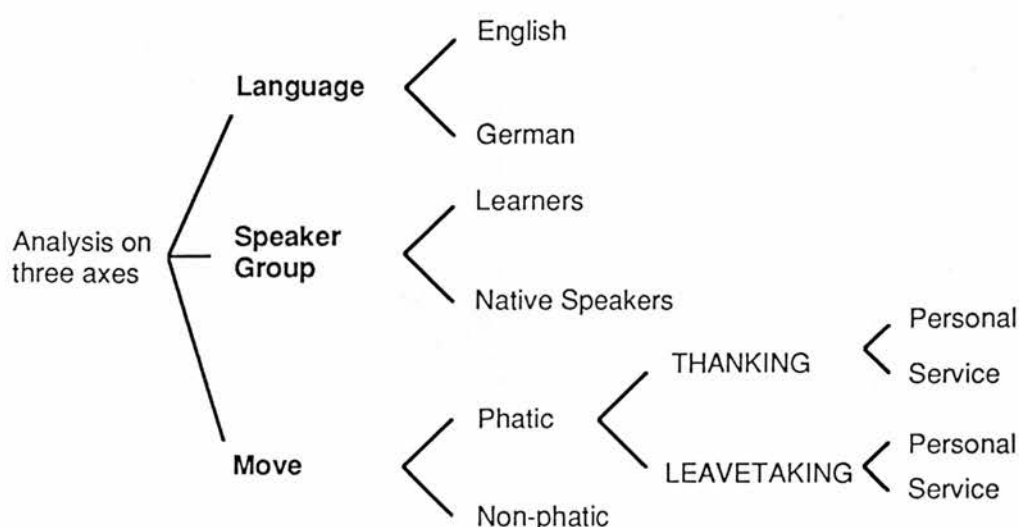 English
Language
German
Learners
Analysis on
three axes
Speaker
Group
Native Speakers
Personal
THANKING
Service
Phatic
Personal
LEAVETAKING
Service
Move
Non-phatic